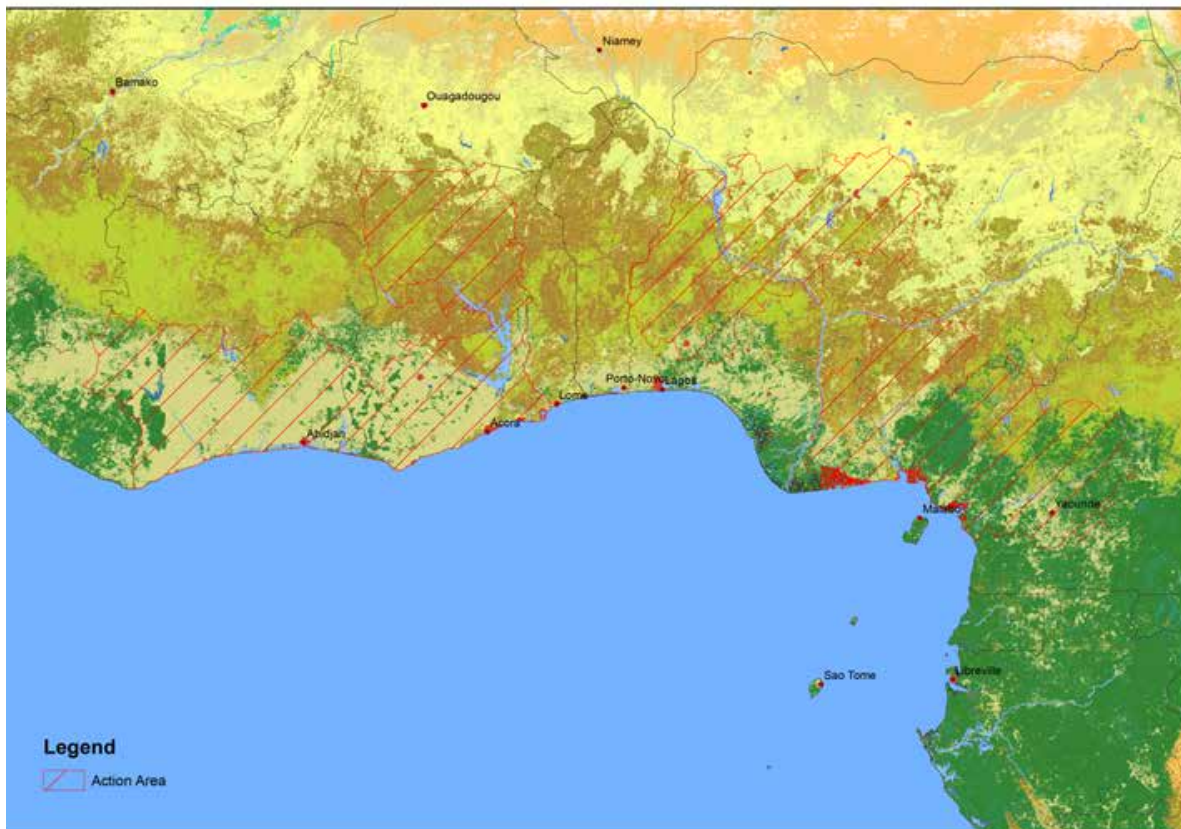 Niamey
Bamako
Ouagadougou
Porto-Novo
Lagos
Lome
Accra
Abidjan
Malabo
Yaounde
Libreville
Sao Tome
Legend
Action Area